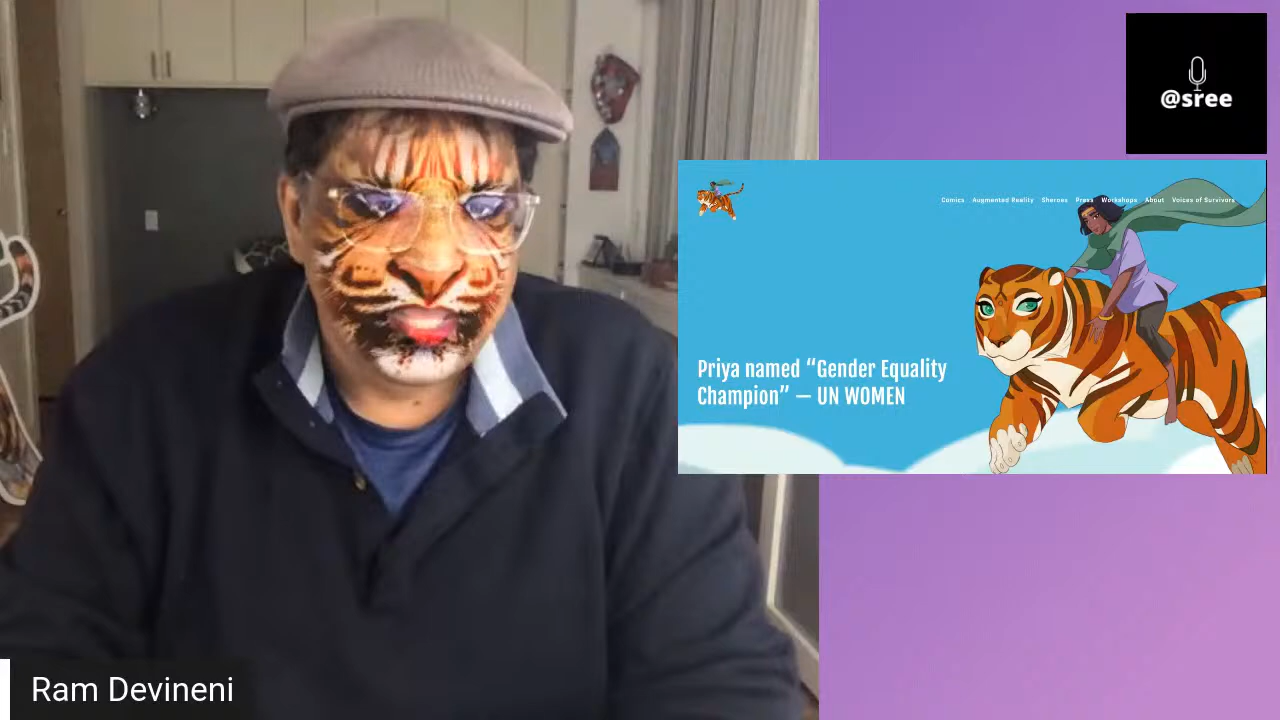 @sree
Comics Augmented Reality Sheroes Press Workshops About Voices of Survivors
Priya named “Gender Equality
Champion” — UN WOMEN
Ram Devineni